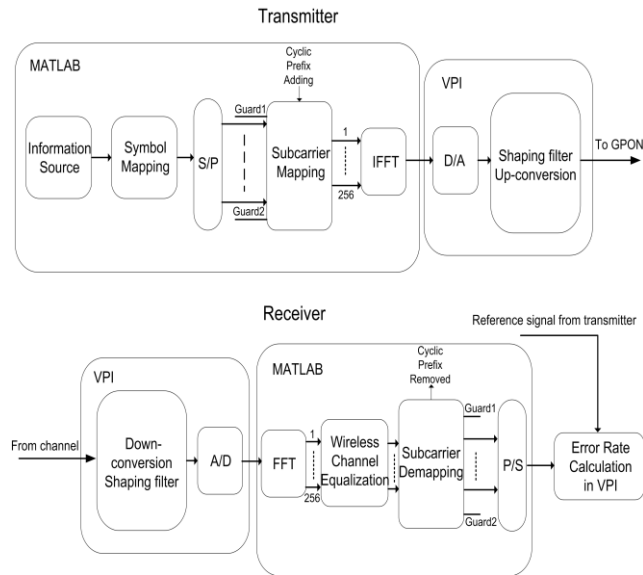 Transmitter
MATLAB
Cyclic
Prefix
Adding
VPI
Information
Source
Symbol
Mapping
S/P
Guard1
Guard2
Subcarrier
Mapping
1
256
IFFT
D/A
Shaping filter
Up-conversion
To GPON
Receiver
Reference signal from transmitter
VPI
MATLAB
Cyclic
Prefix
Removed
From channel
Down-
conversion
Shaping filter
A/D
FFT
1
256
Wireless
Channel
Equalization
Subcarrier
Demapping
Guard1
Guard2
P/S
Error Rate
Calculation
in VPI